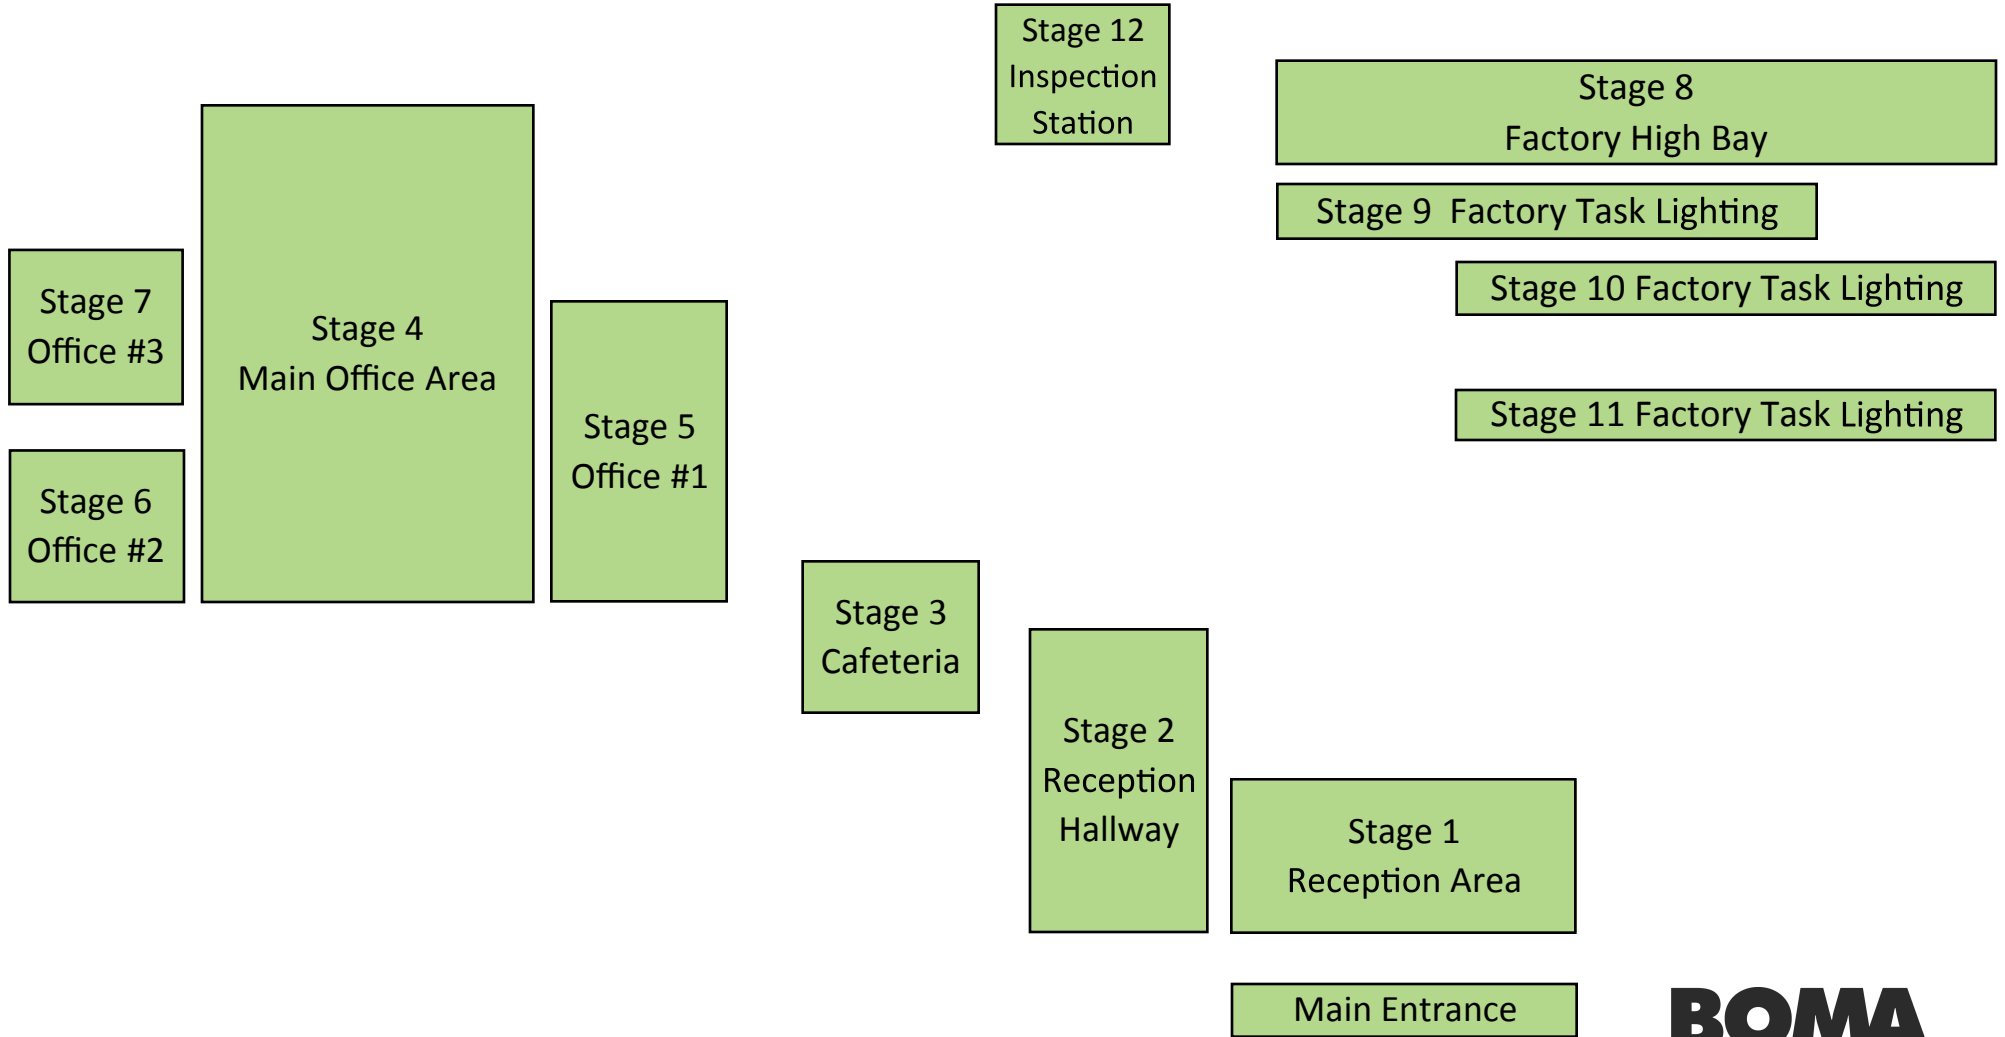 Stage 12
Inspection
Station
Stage 8
Factory High Bay
Stage 9  Factory Task Lighting
Stage 10 Factory Task Lighting
Stage 11 Factory Task Lighting
Stage 7
Office #3
Stage 4
Main Office Area
Stage 5
Office #1
Stage 6
Office #2
Stage 3
Cafeteria
Stage 2
Reception
Hallway
Stage 1
Reception Area
Main Entrance
BOMA